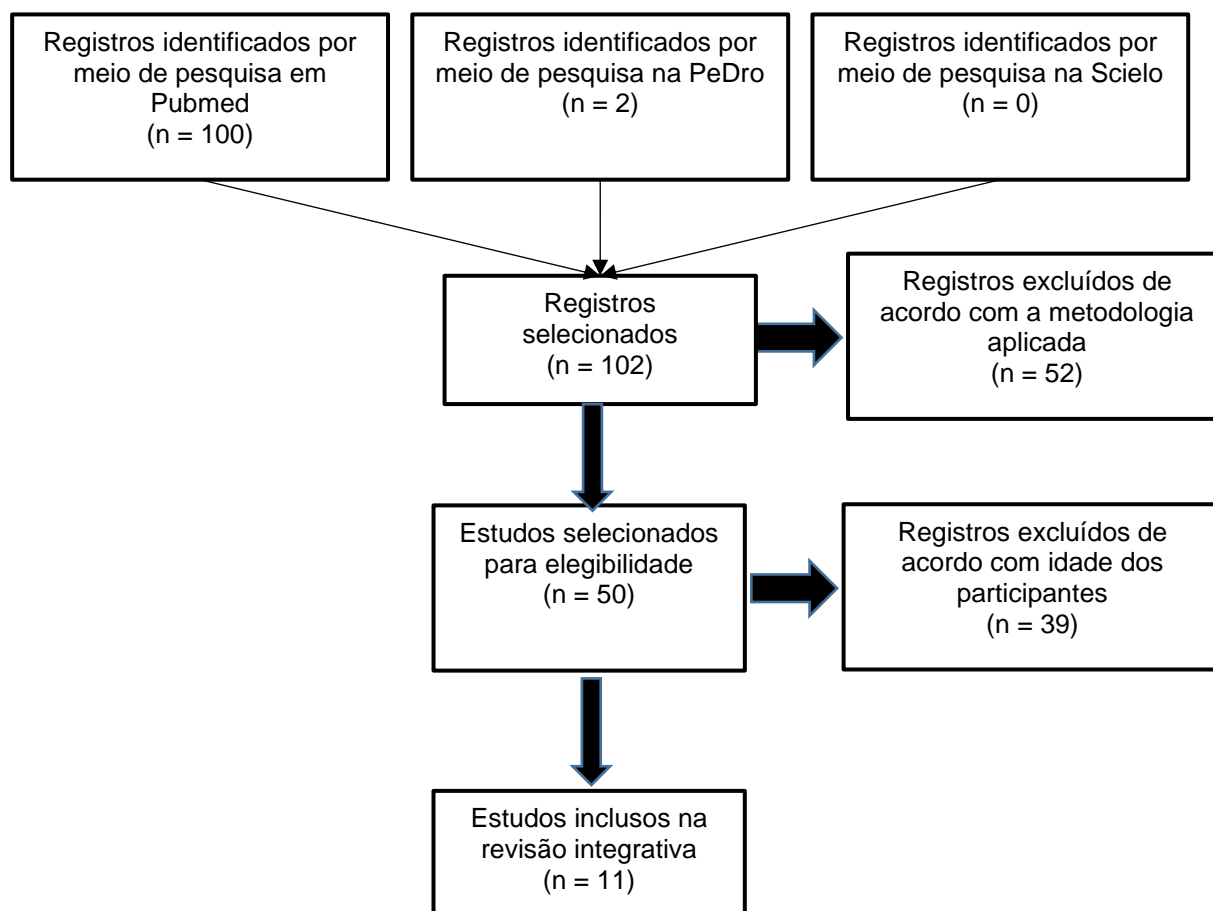 Registros identificados por
meio de pesquisa em
Pubmed
(n = 100)
Registros identificados por
meio de pesquisa na PeDro
(n = 2)
Registros identificados por
meio de pesquisa na Scielo
(n = 0)
Registros
selecionados
(n = 102)
Registros excluídos de
acordo com a metodologia
aplicada
(n = 52)
Estudos selecionados
para elegibilidade
(n = 50)
Registros excluídos de
acordo com idade dos
participantes
(n = 39)
Estudos inclusos na
revisão integrativa
(n = 11)